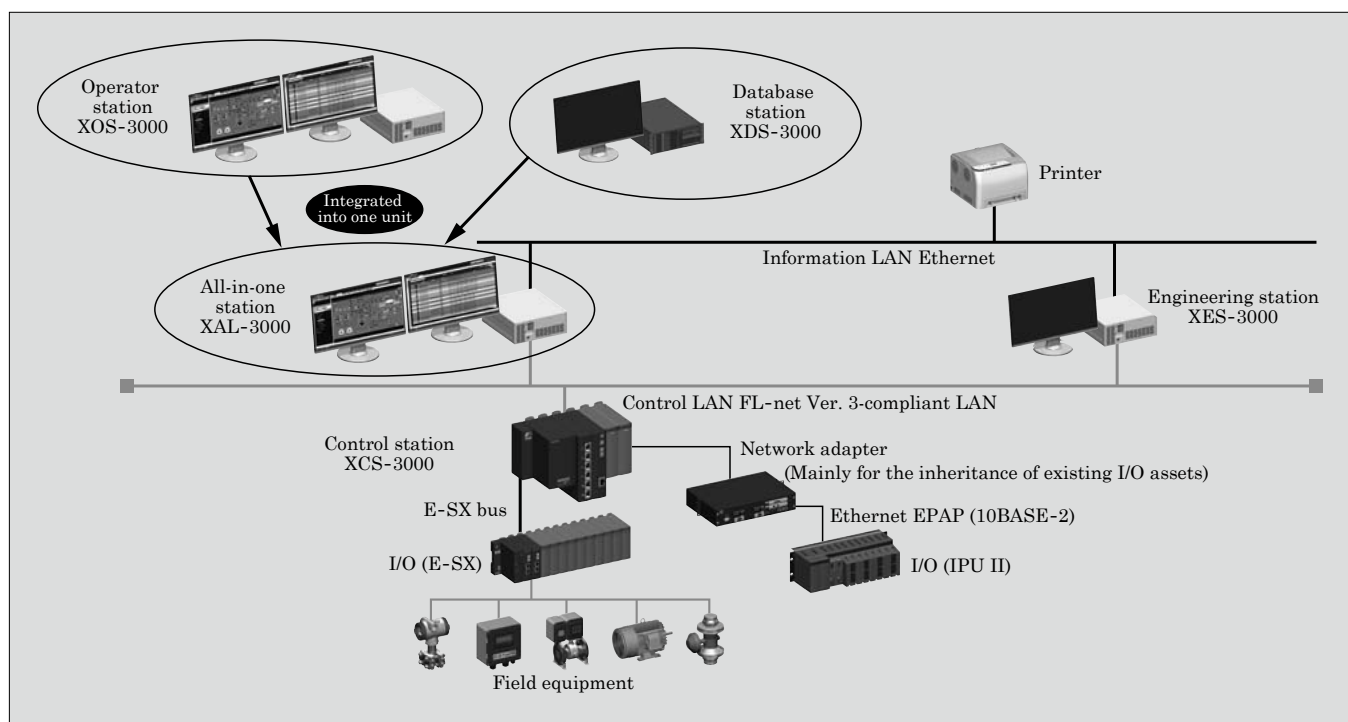 Operator
station
XOS-3000
Database
station
XDS-3000
Printer
Integrated
into one unit
Information LAN Ethernet
All-in-one
station
XAL-3000
Engineering station
XES-3000
Control LAN FL-net Ver. 3-compliant LAN
Control station
XCS-3000
Network adapter
(Mainly for the inheritance of existing I/O assets)
E-SX bus
Ethernet EPAP (10BASE-2)
I/O (E-SX)
I/O (IPU II)
Field equipment